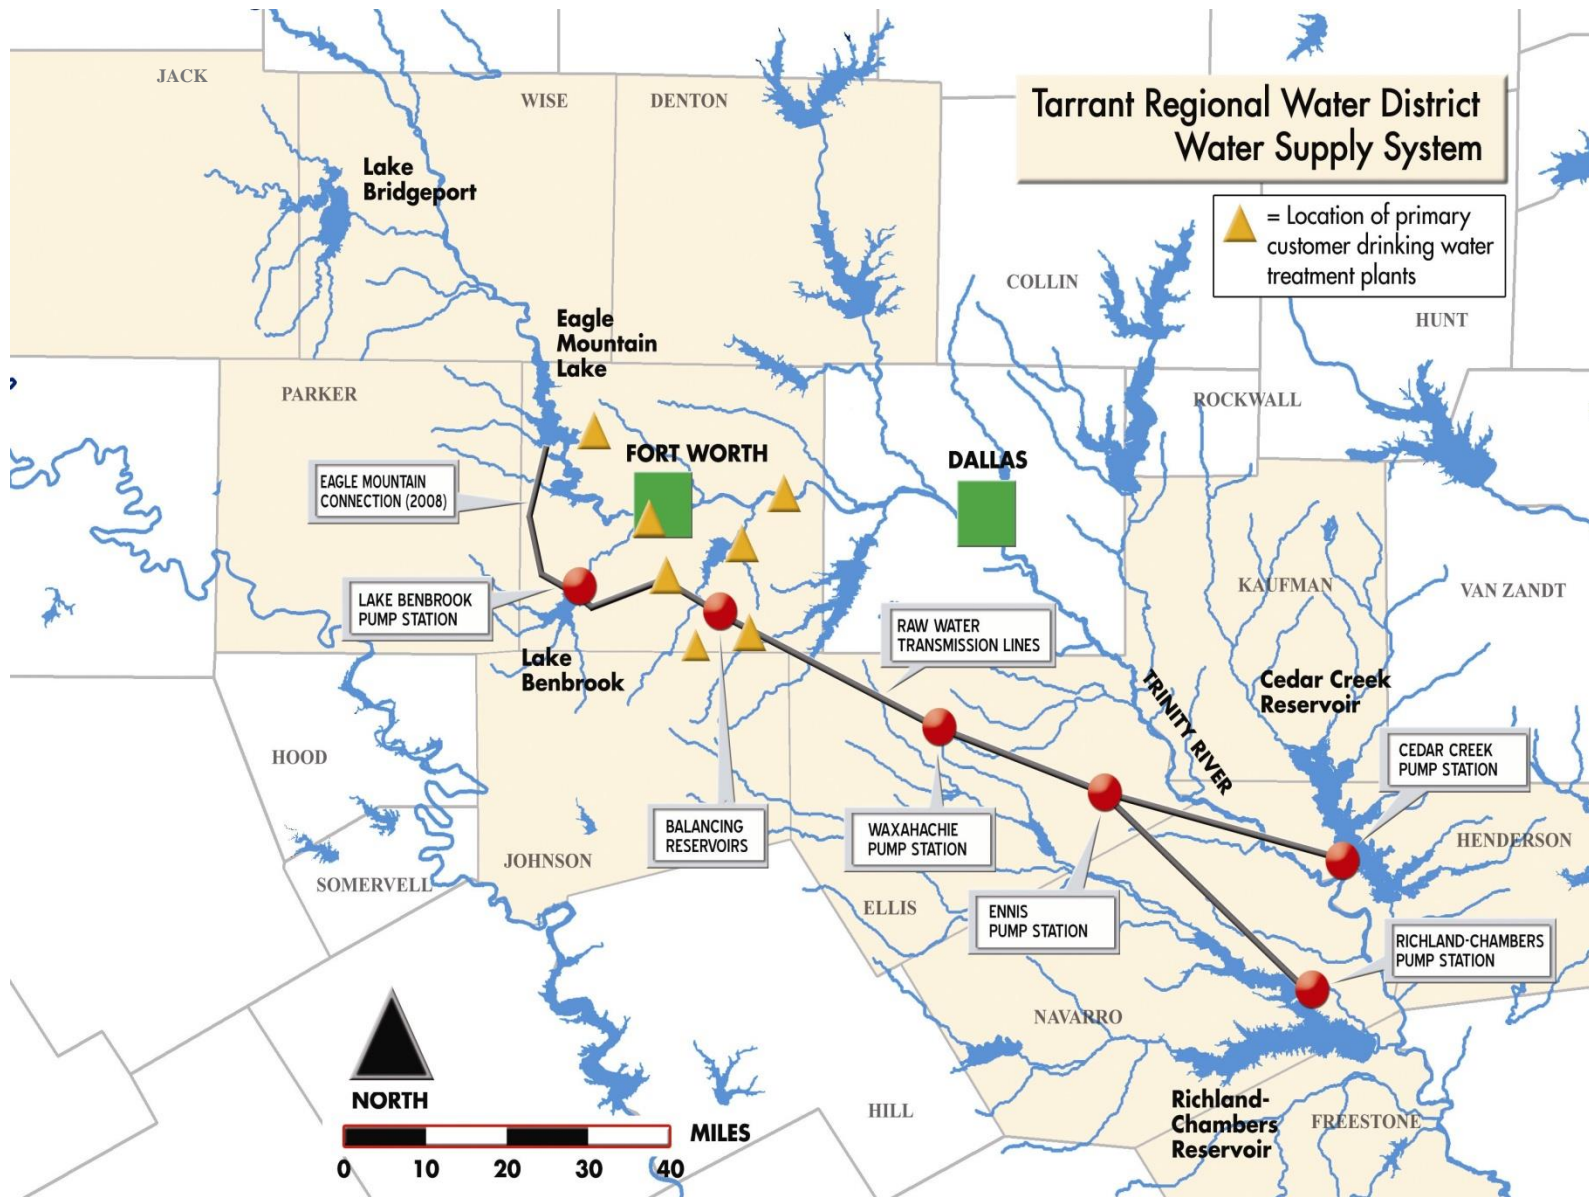 JACK
WISE
DENTON
Tarrant Regional Water District
Water Supply System
Lake
Bridgeport
= Location of primary
customer drinking water
treatment plants
COLLIN
HUNT
Eagle
Mountain
Lake
PARKER
ROCKWALL
FORT WORTH
DALLAS
EAGLE MOUNTAIN
CONNECTION (2008)
KAUFMAN
VAN ZANDT
LAKE BENBROOK
PUMP STATION
RAW WATER
TRANSMISSION LINES
Lake
Benbrook
TRINITY RIVER
Cedar Creek
Reservoir
HOOD
CEDAR CREEK
PUMP STATION
BALANCING
RESERVOIRS
WAXAHACHIE
PUMP STATION
HENDERSON
JOHNSON
SOMERVELL
ELLIS
ENNIS
PUMP STATION
RICHLAND-CHAMBERS
PUMP STATION
NAVARRO
NORTH
HILL
Richland-
Chambers
Reservoir
FREESTONE
MILES
0 10 20 30 40